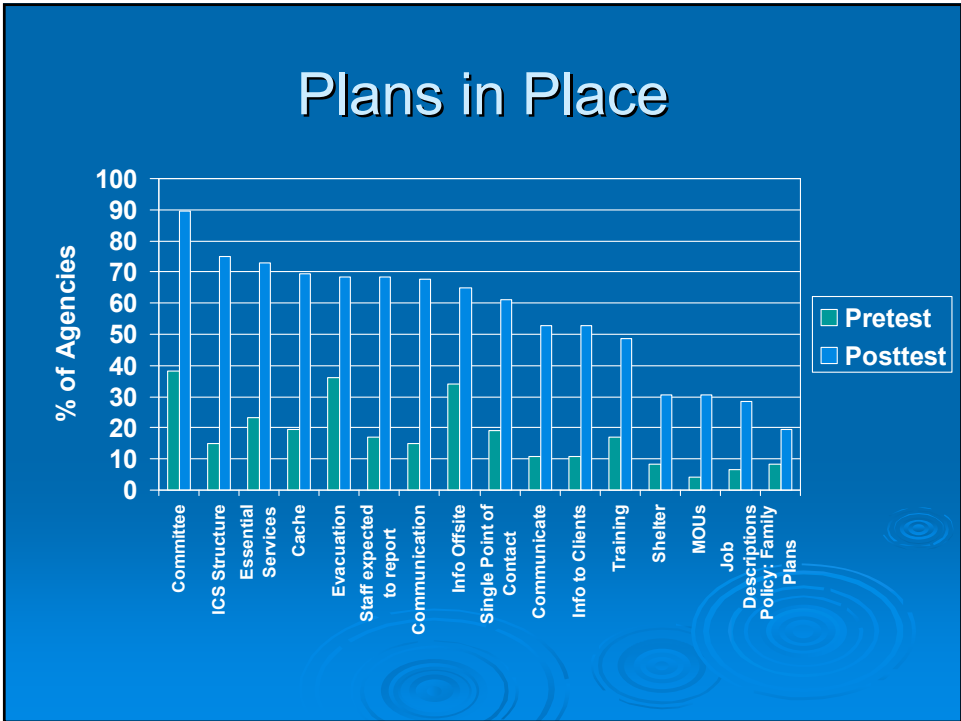 Plans in Place
% of Agencies
100
90
80
70
60
50
40
30
20
10
0
Committee
ICS Structure
Essential
Services
Cache
Evacuation
Staff expected
to report
Communication
Info Offsite
Single Point of
Contact
Communicate
Info to Clients
Training
Shelter
MOUs
Job
Descriptions
Policy: Family
Plans
Pretest
Posttest